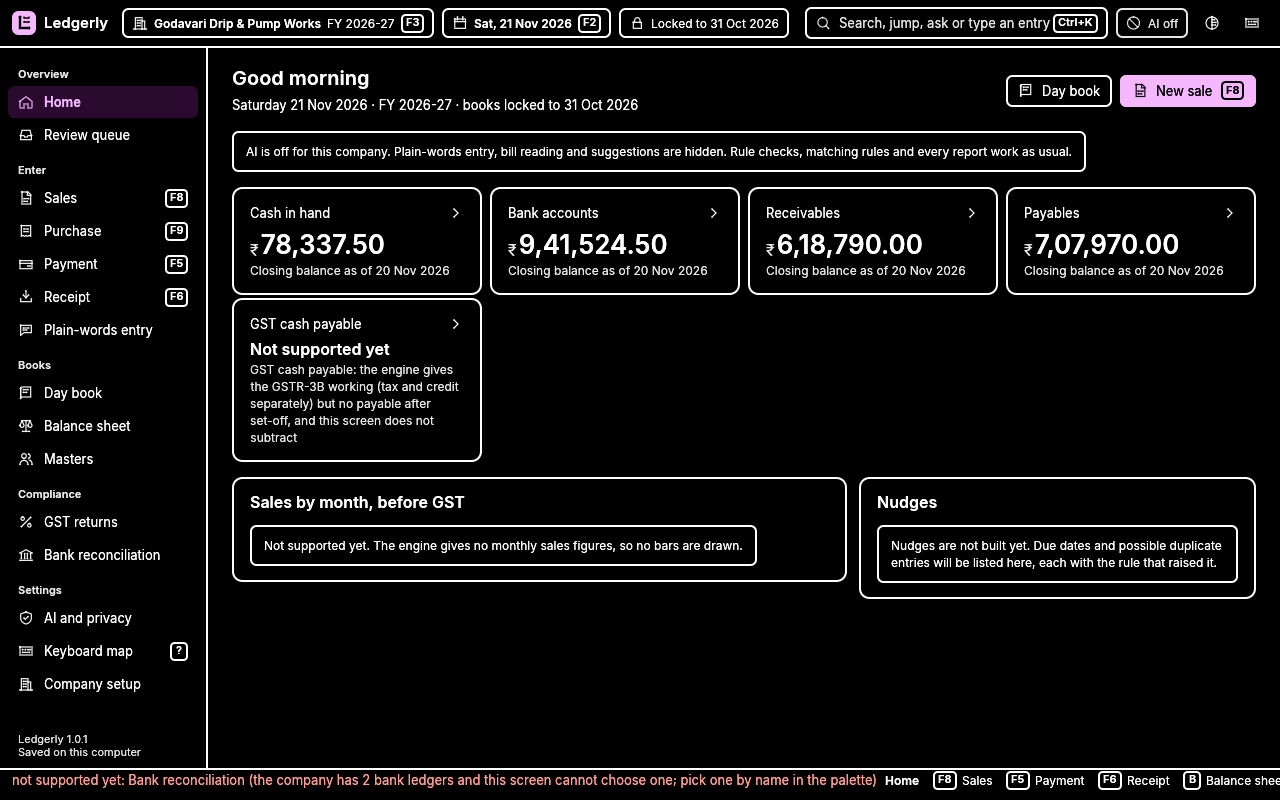 Ledgerly
Godavari Drip & Pump Works FY 2026-27 F3
Sat, 21 Nov 2026 F2
Locked to 31 Oct 2026
Search, jump, ask or type an entry Ctrl+K
AI off
Overview
Home
Review queue
Enter
Sales F8
Purchase F9
Payment F5
Receipt F6
Plain-words entry
Books
Day book
Balance sheet
Masters
Compliance
GST returns
Bank reconciliation
Settings
AI and privacy
Keyboard map ?
Company setup
Ledgerly 1.0.1
Saved on this computer
Good morning
Saturday 21 Nov 2026 · FY 2026-27 · books locked to 31 Oct 2026
Day book
New sale F8
AI is off for this company. Plain-words entry, bill reading and suggestions are hidden. Rule checks, matching rules and every report work as usual.
Cash in hand
₹78,337.50
Closing balance as of 20 Nov 2026
Bank accounts
₹9,41,524.50
Closing balance as of 20 Nov 2026
Receivables
₹6,18,790.00
Closing balance as of 20 Nov 2026
Payables
₹7,07,970.00
Closing balance as of 20 Nov 2026
GST cash payable
Not supported yet
GST cash payable: the engine gives
the GSTR-3B working (tax and credit
separately) but no payable after
set-off, and this screen does not
subtract
Sales by month, before GST
Not supported yet. The engine gives no monthly sales figures, so no bars are drawn.
Nudges
Nudges are not built yet. Due dates and possible duplicate
entries will be listed here, each with the rule that raised it.
not supported yet: Bank reconciliation (the company has 2 bank ledgers and this screen cannot choose one; pick one by name in the palette) Home F8 Sales F5 Payment F6 Receipt B Balance shee